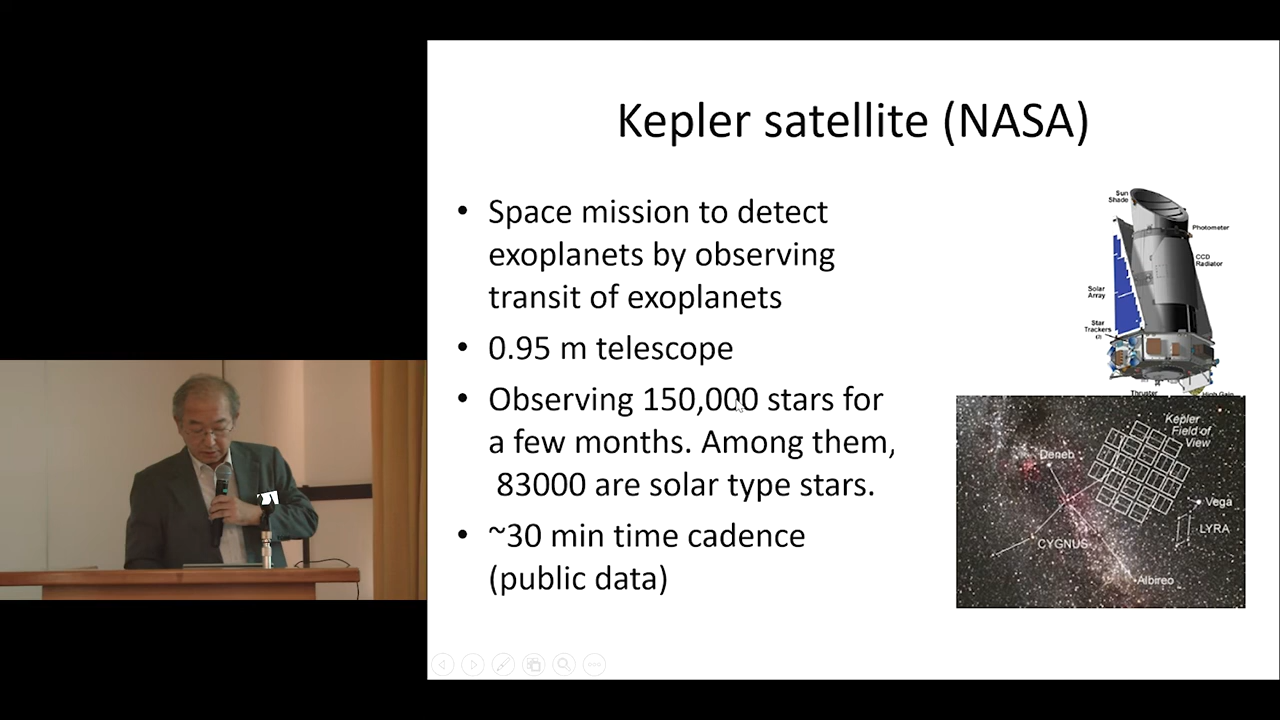 Kepler satellite (NASA)
• Space mission to detect
exoplanets by observing
transit of exoplanets
• 0.95 m telescope
• Observing 150,000 stars for
a few months. Among them,
83000 are solar type stars.
• ~30 min time cadence
(public data)
Sun
Shade
Photometer
CCD
Radiator
Solar
Array
Star
Trackers
(2)
Thruster
High Gain
Kepler
Field of
View
Deneb
Vega
LYRA
CYGNUS
Albireo